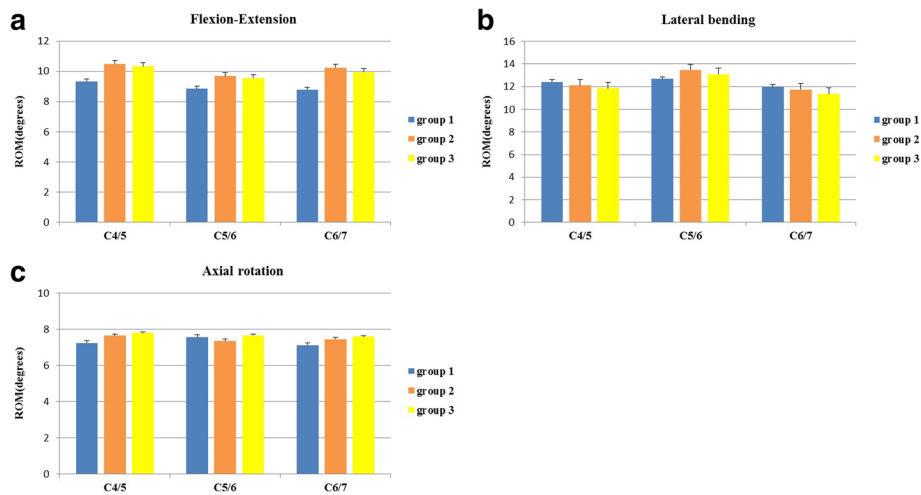 a
Flexion-Extension
ROM(degrees)
12
10
8
6
4
2
0
C4/5 C5/6 C6/7
group 1
group 2
group 3
b
Lateral bending
ROM(degrees)
16
14
12
10
8
6
4
2
0
C4/5 C5/6 C6/7
group 1
group 2
group 3
c
Axial rotation
ROM(degrees)
10
8
6
4
2
0
C4/5 C5/6 C6/7
group 1
group 2
group 3